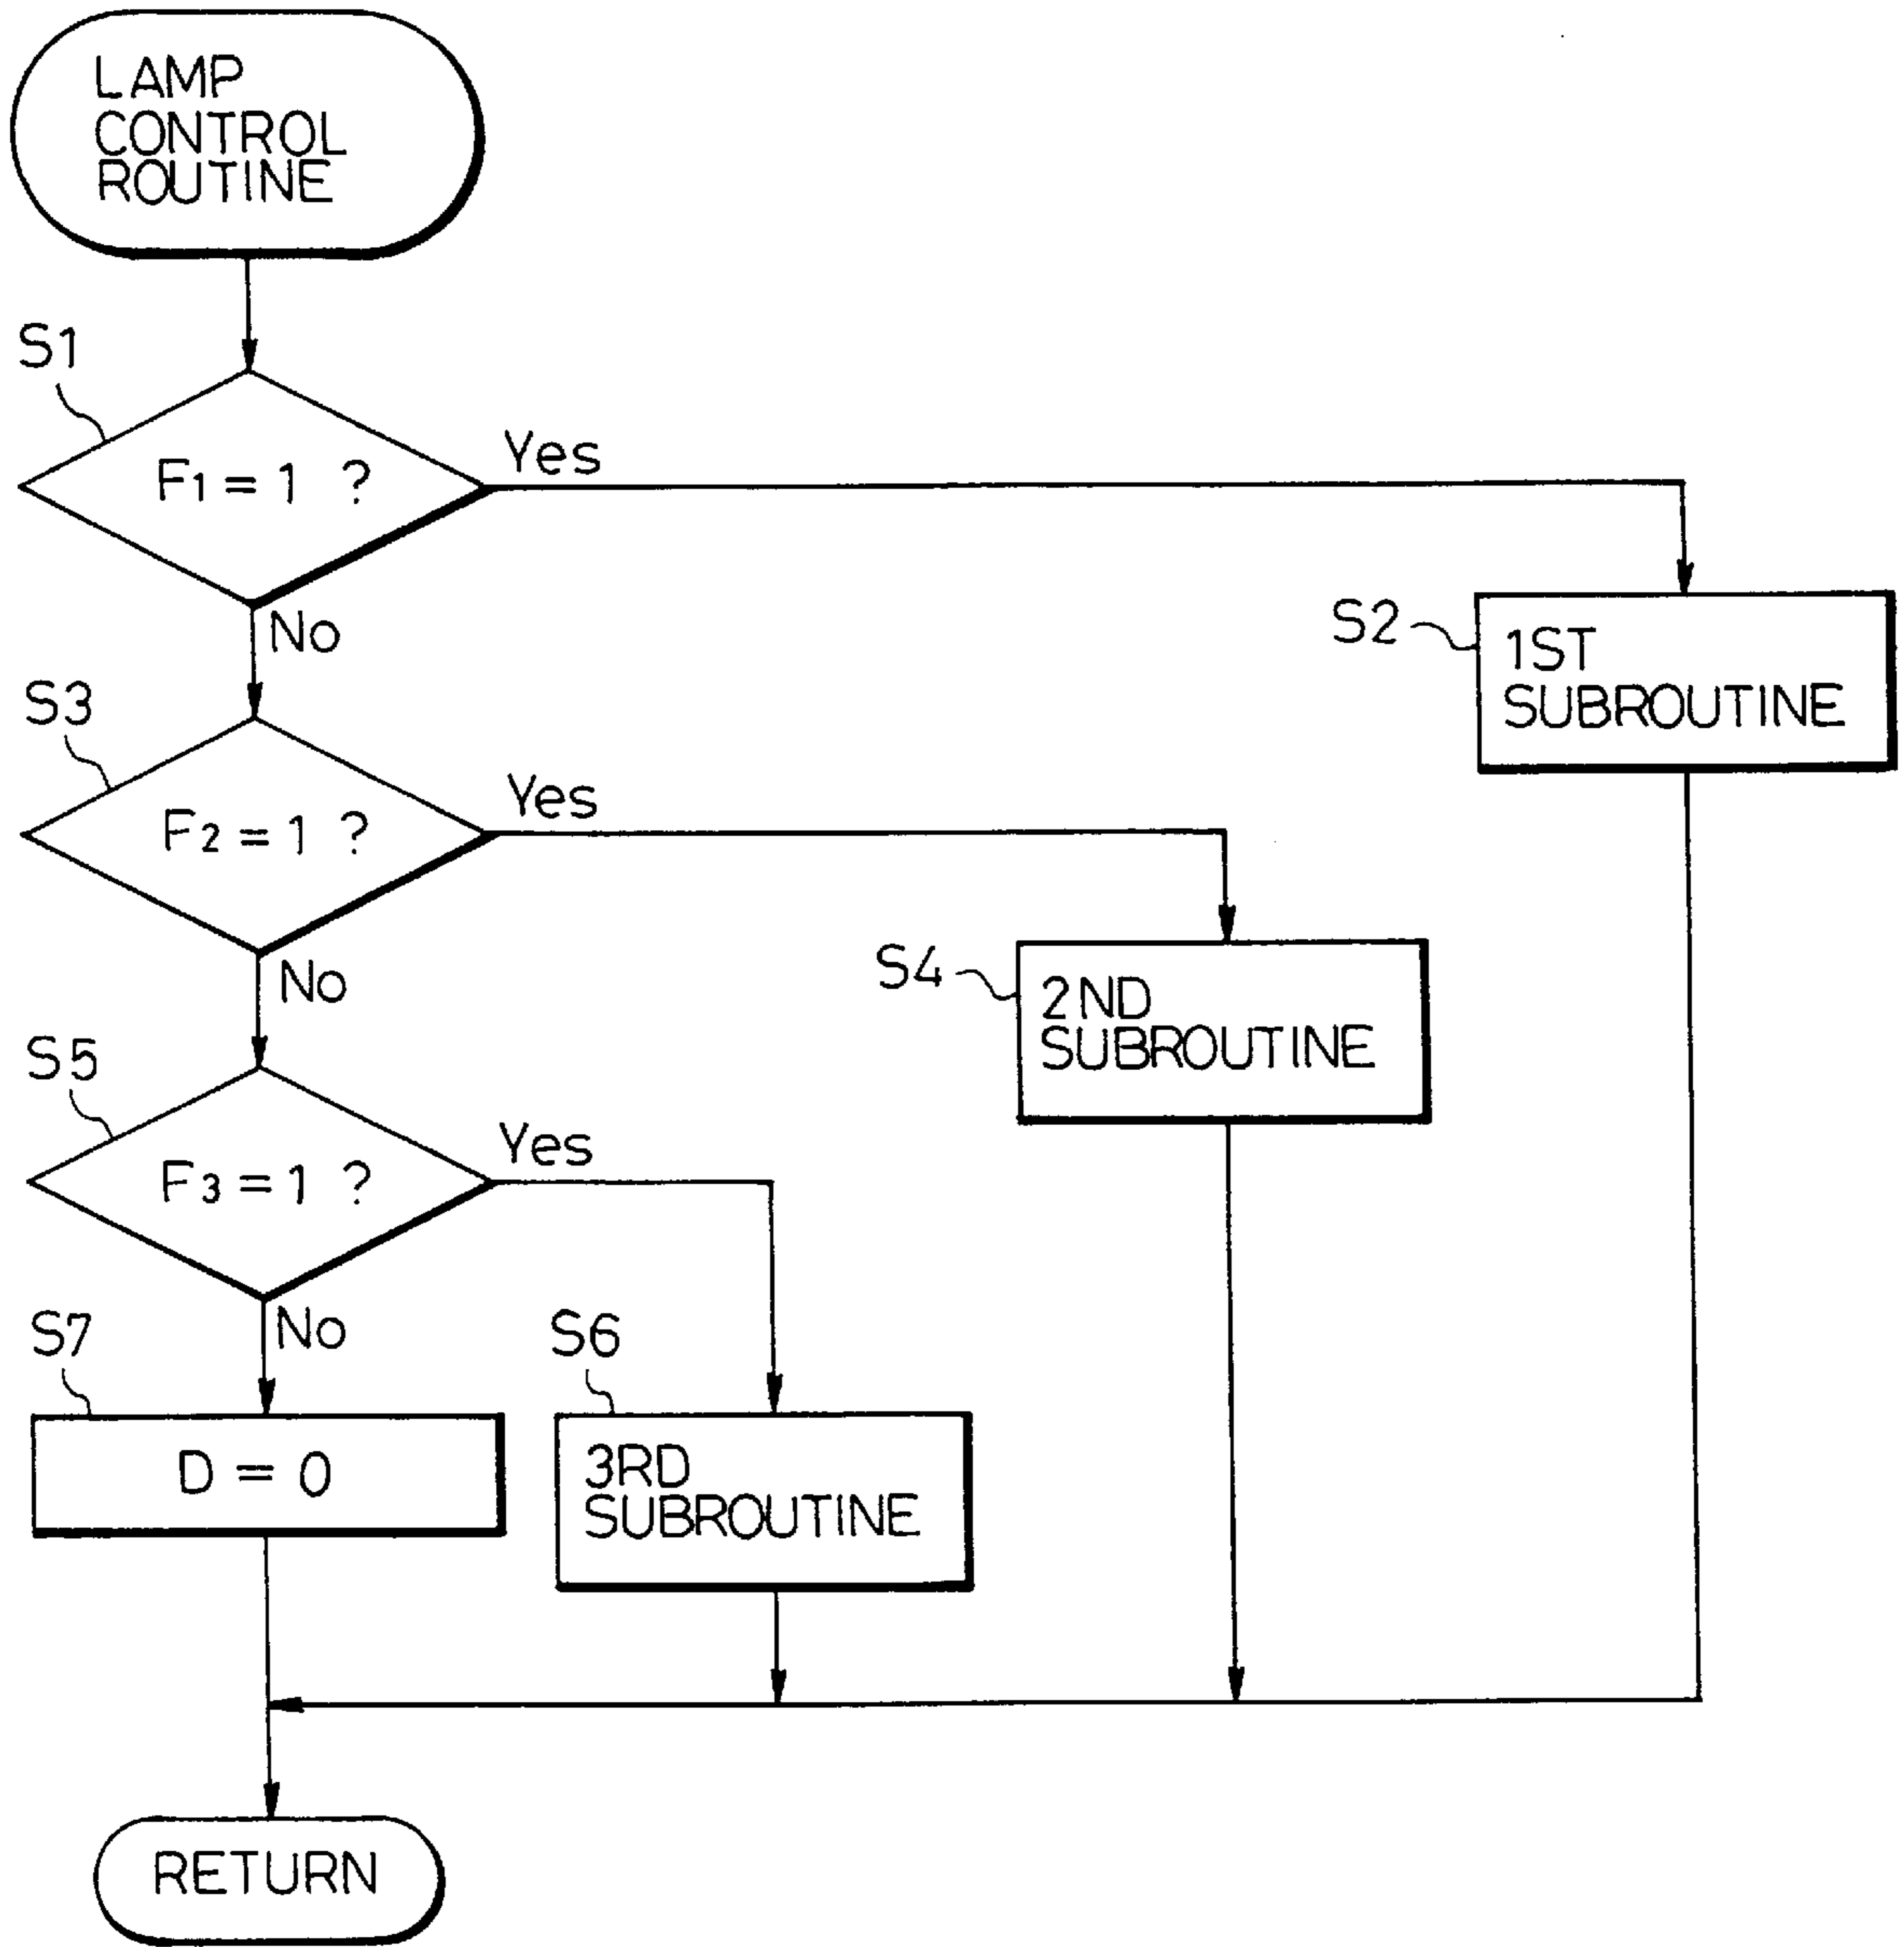 LAMP
CONTROL
ROUTINE
S1
F1 = 1 ?
Yes
No
S2
1ST
SUBROUTINE
S3
F2 = 1 ?
Yes
No
S4
2ND
SUBROUTINE
S5
F3 = 1 ?
Yes
No
S7
D = 0
S6
3RD
SUBROUTINE
RETURN